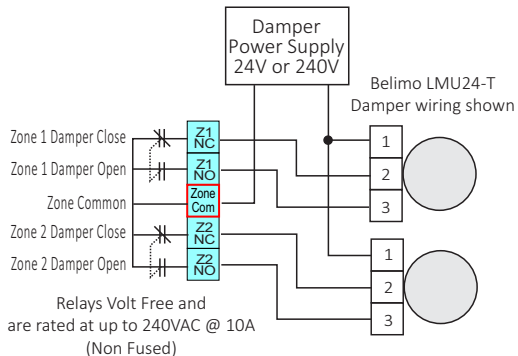 Damper
Power Supply
24V or 240V
Belimo LMU24-T
Damper wiring shown
Zone 1 Damper Close
Z1
NC
1
Zone 1 Damper Open
Z1
NO
2
Zone Common
Zone
Com
3
Zone 2 Damper Close
Z2
NC
1
Zone 2 Damper Open
Z2
NO
2
3
Relays Volt Free and
are rated at up to 240VAC @ 10A
(Non Fused)